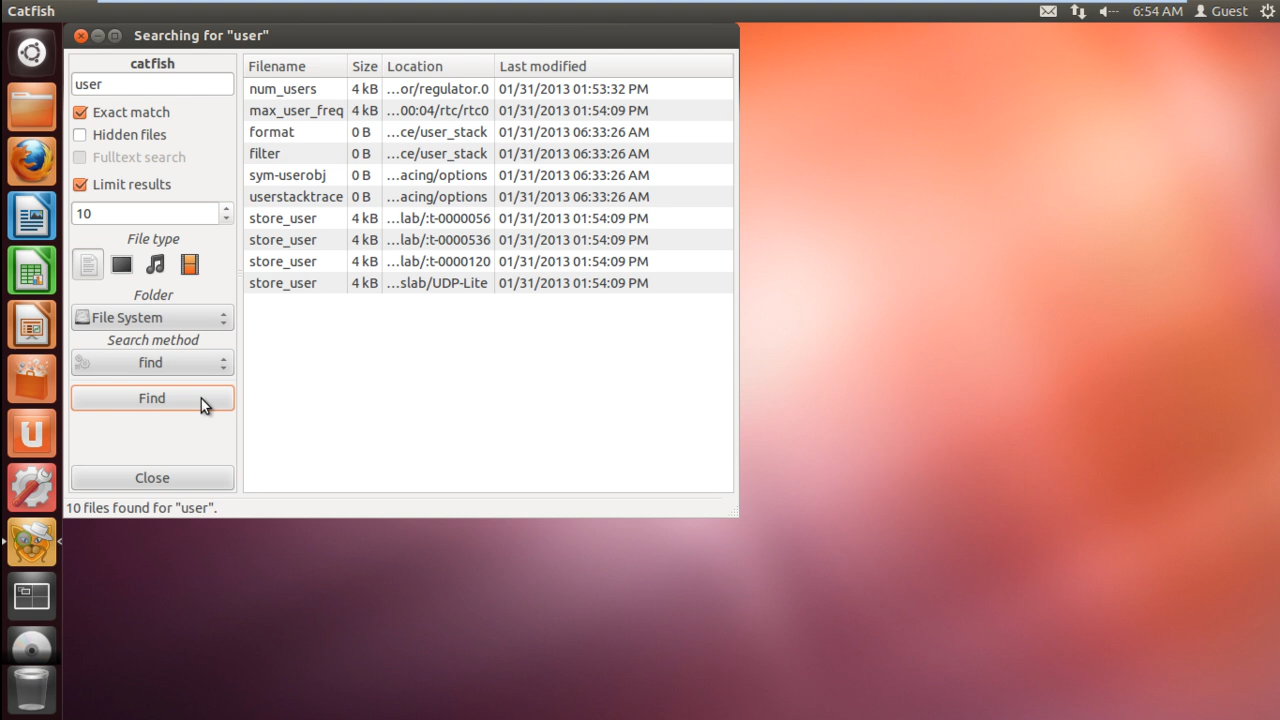 Catfish
6:54 AM
Guest
Searching for "user"
catfish
user
Exact match
Hidden files
Fulltext search
Limit results
10
File type
Folder
File System
Search method
find
Find
Close
Filename Size Location Last modified
num_users 4 kB ...or/regulator.0 01/31/2013 01:53:32 PM
max_user_freq 4 kB ...00:04/rtc/rtc0 01/31/2013 01:54:09 PM
format 0 B ...ce/user_stack 01/31/2013 06:33:26 AM
filter 0 B ...ce/user_stack 01/31/2013 06:33:26 AM
sym-userobj 0 B ...acing/options 01/31/2013 06:33:26 AM
userstacktrace 0 B ...acing/options 01/31/2013 06:33:26 AM
store_user 4 kB ...lab/:t-0000056 01/31/2013 01:54:09 PM
store_user 4 kB ...lab/:t-0000536 01/31/2013 01:54:09 PM
store_user 4 kB ...lab/:t-0000120 01/31/2013 01:54:09 PM
store_user 4 kB ...slab/UDP-Lite 01/31/2013 01:54:09 PM
10 files found for "user".